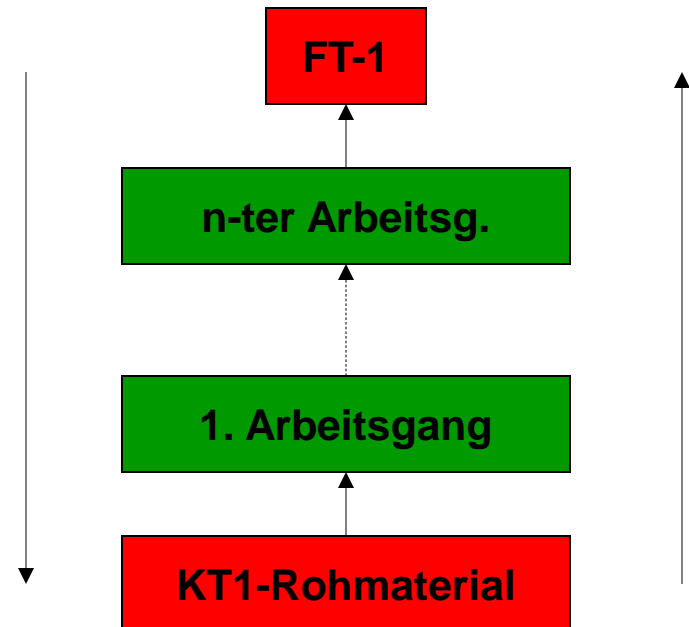 FT-1
n-ter Arbeitsg.
1. Arbeitsgang
KT1-Rohmaterial